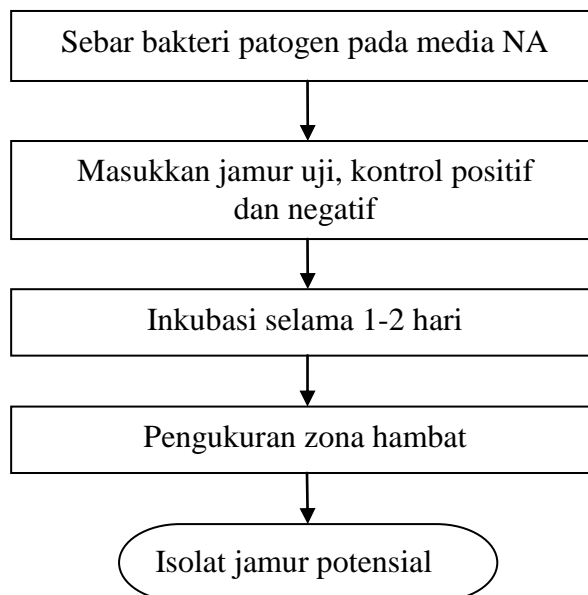 Sebar bakteri patogen pada media NA
Masukkan jamur uji, kontrol positif
dan negatif
Inkubasi selama 1-2 hari
Pengukuran zona hambat
Isolat jamur potensial